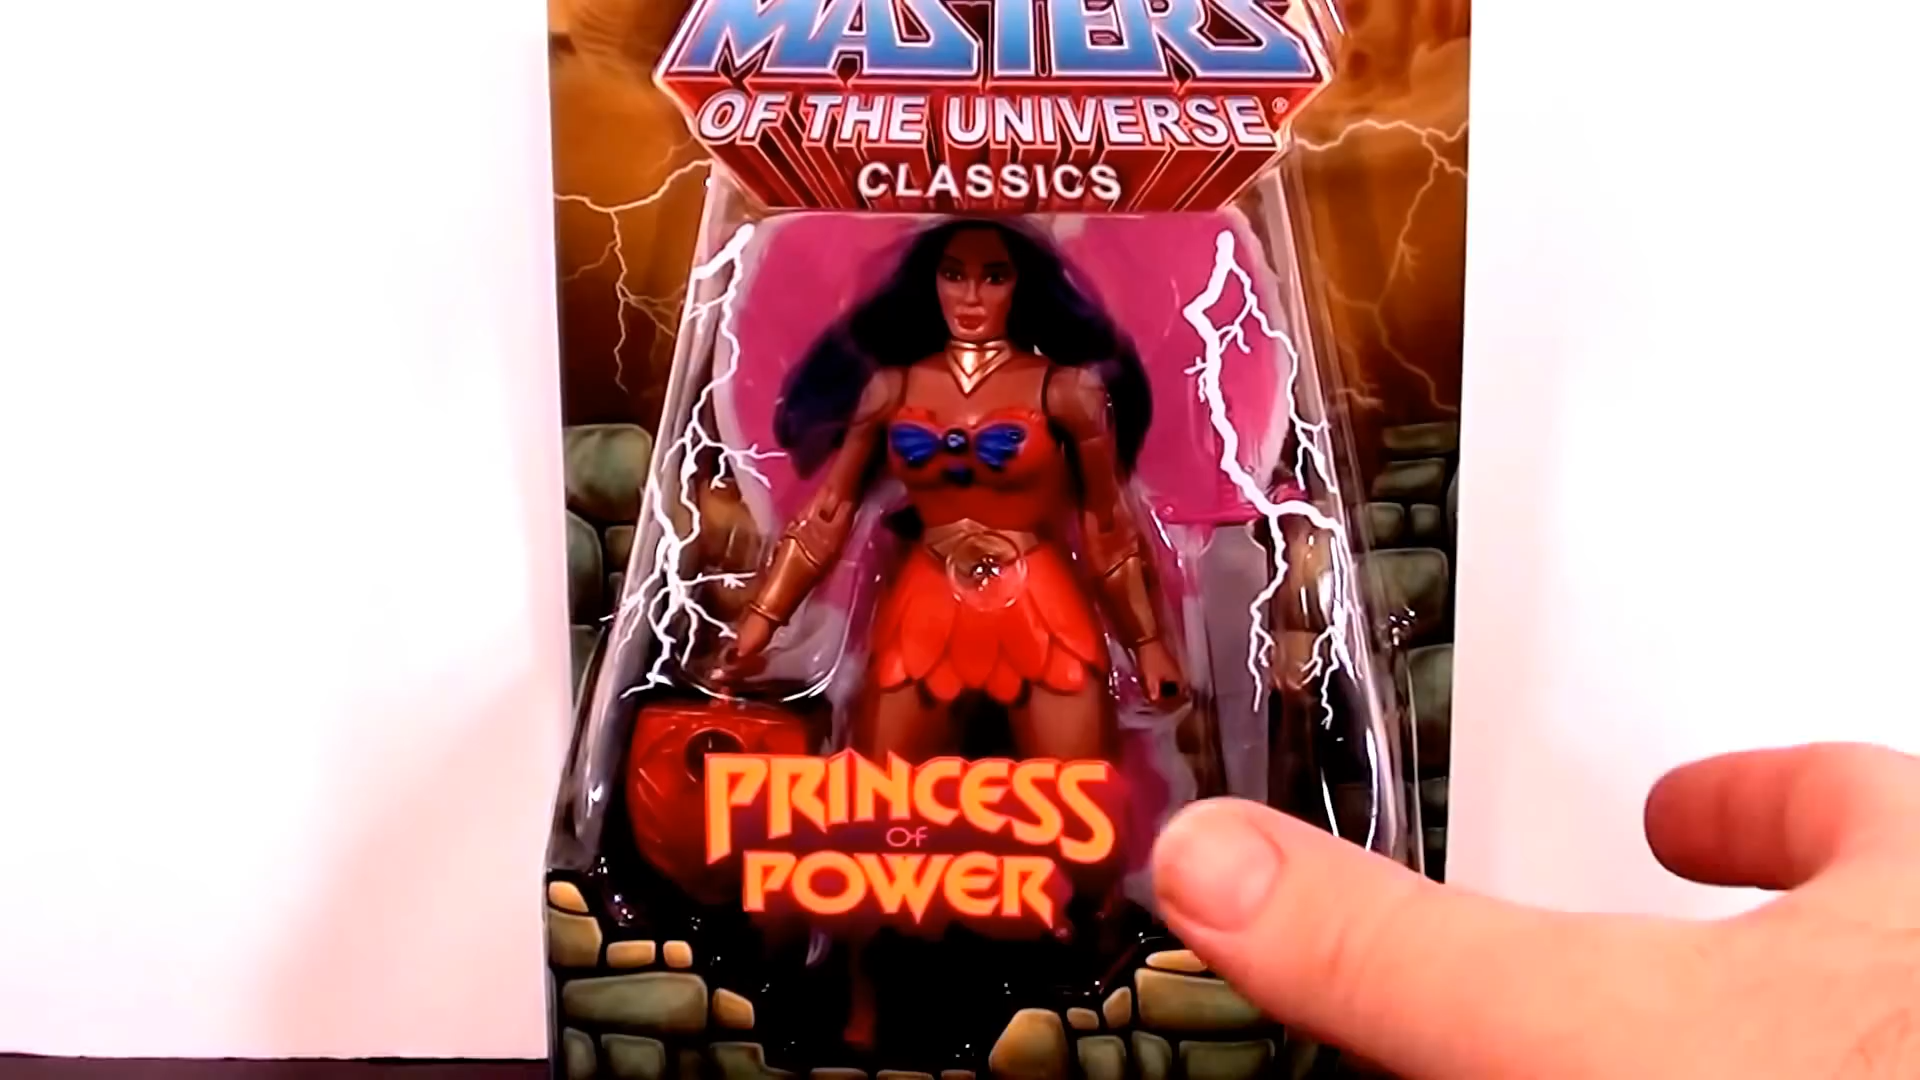 MASTERS
OF THE UNIVERSE®
CLASSICS
PRINCESS
OF
POWER